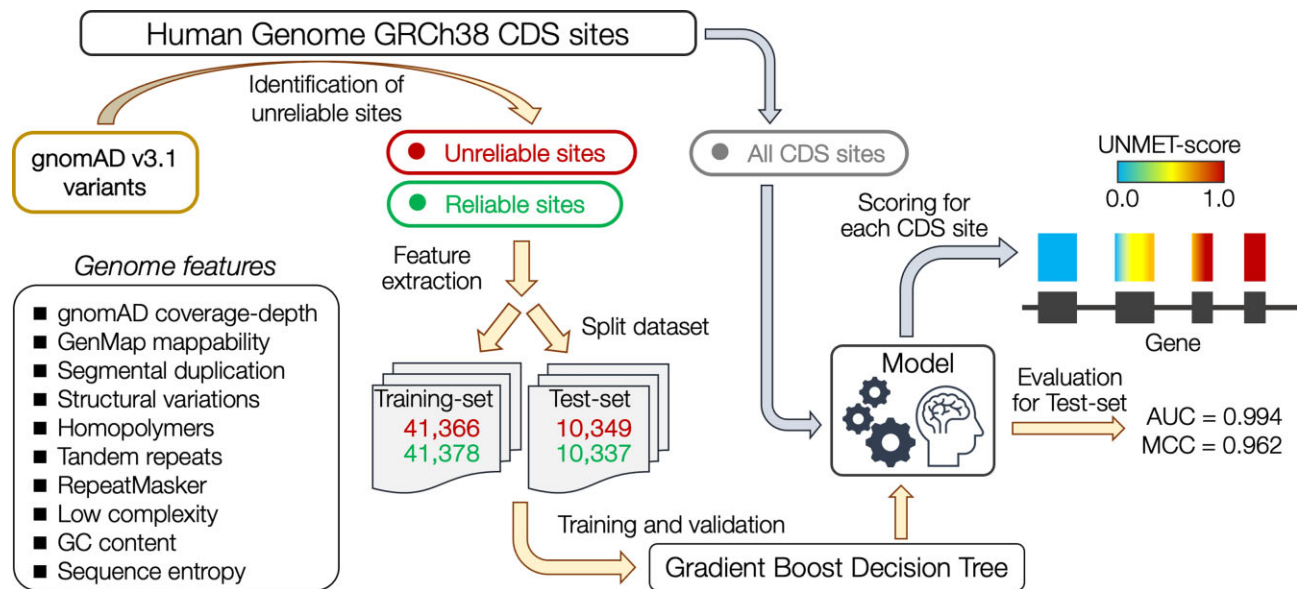 Human Genome GRCh38 CDS sites
Identification of
unreliable sites
gnomAD v3.1
variants
Unreliable sites
Reliable sites
All CDS sites
UNMET-score
0.0 1.0
Scoring for
each CDS site
Gene
Feature
extraction
Split dataset
Genome features
gnomAD coverage-depth
GenMap mappability
Segmental duplication
Structural variations
Homopolymers
Tandem repeats
RepeatMasker
Low complexity
GC content
Sequence entropy
Training-set
41,366
41,378
Test-set
10,349
10,337
Training and validation
Gradient Boost Decision Tree
Model
Evaluation
for Test-set
AUC = 0.994
MCC = 0.962